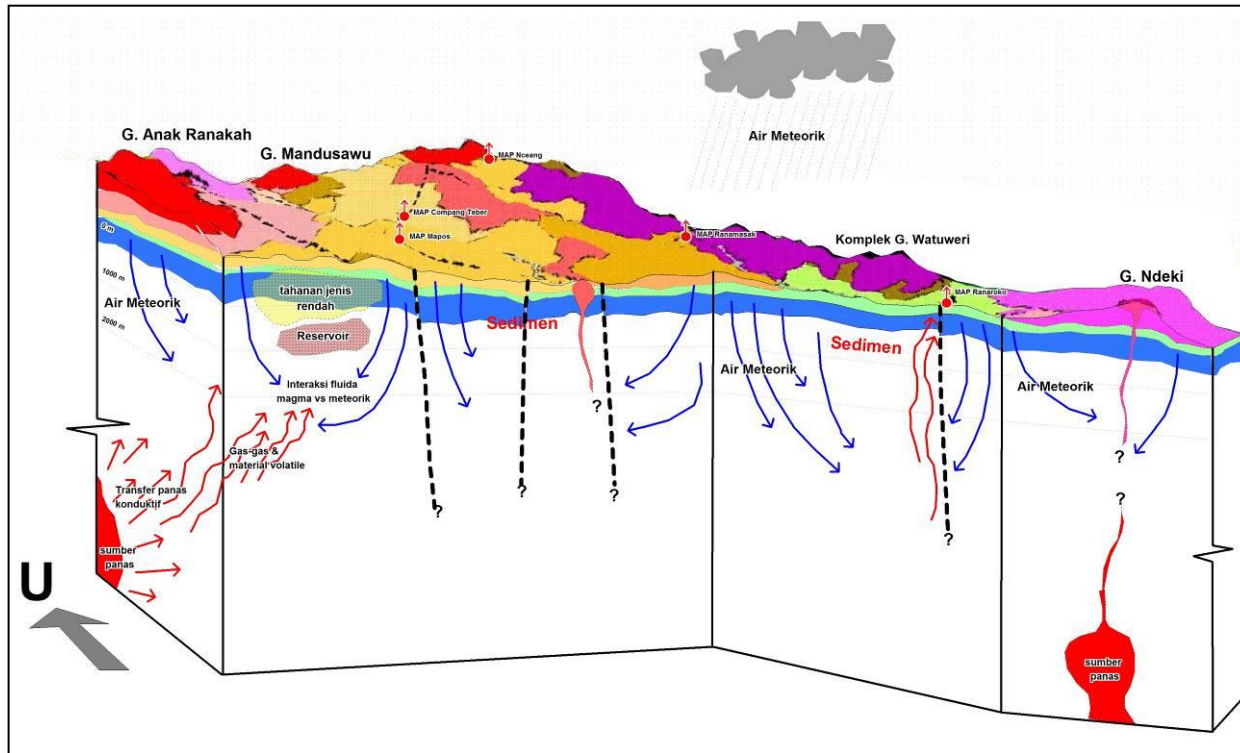 Air Meteorik
G. Anak Ranakah
G. Mandusawu
MAP Nceang
MAP Compang Teber
MAP Mapos
MAP Ranamasak
Komplek G. Watuweri
G. Ndeki
MAP Ranaroko
0 m
1000 m
2000 m
Air Meteorik
tahanan jenis
rendah
Reservoir
Sedimen
Sedimen
Interaksi fluida
magma vs meteorik
Air Meteorik
Air Meteorik
Gas-gas &
material volatile
Transfer panas
konduktif
sumber
panas
?
?
?
?
?
?
?
U
sumber
panas